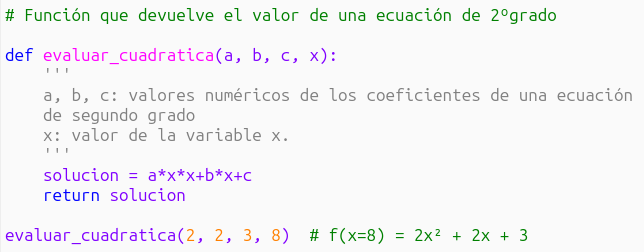 # Función que devuelve el valor de una ecuación de 2ºgrado
def evaluar_cuadratica(a, b, c, x):
    '''
    a, b, c: valores numéricos de los coeficientes de una ecuación
    de segundo grado
    x: valor de la variable x.
    '''
    solucion = a*x*x+b*x+c
    return solucion
evaluar_cuadratica(2, 2, 3, 8)  # f(x=8) = 2x² + 2x + 3